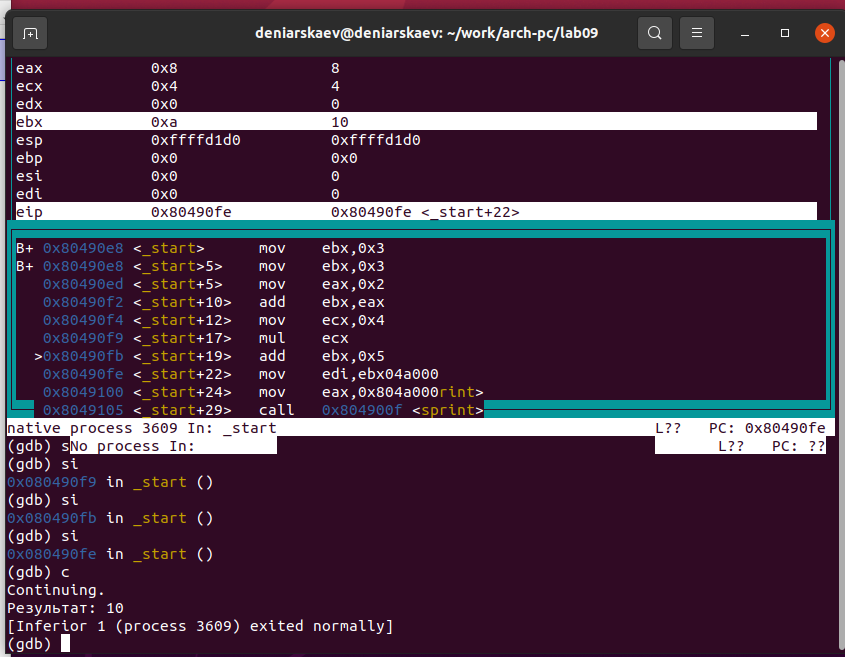 deniarskaev@deniarskaev: ~/work/arch-pc/lab09
eax 0x8 8
ecx 0x4 4
edx 0x0 0
ebx 0xa 10
esp 0xffffd1d0 0xffffd1d0
ebp 0x0 0x0
esi 0x0 0
edi 0x0 0
eip 0x80490fe 0x80490fe <_start+22>
B+ 0x80490e8 <_start> mov ebx,0x3
B+ 0x80490e8 <_start>5> mov ebx,0x3
0x80490ed <_start+5> mov eax,0x2
0x80490f2 <_start+10> add ebx,eax
0x80490f4 <_start+12> mov ecx,0x4
0x80490f9 <_start+17> mul ecx
>0x80490fb <_start+19> add ebx,0x5
0x80490fe <_start+22> mov edi,ebx04a000
0x8049100 <_start+24> mov eax,0x804a000rint>
0x8049105 <_start+29> call 0x804900f <sprint>
native process 3609 In: _start L?? PC: 0x80490fe
(gdb) sNo process In: L?? PC: ??
(gdb) si
0x080490f9 in _start ()
(gdb) si
0x080490fb in _start ()
(gdb) si
0x080490fe in _start ()
(gdb) c
Continuing.
Результат: 10
[Inferior 1 (process 3609) exited normally]
(gdb)